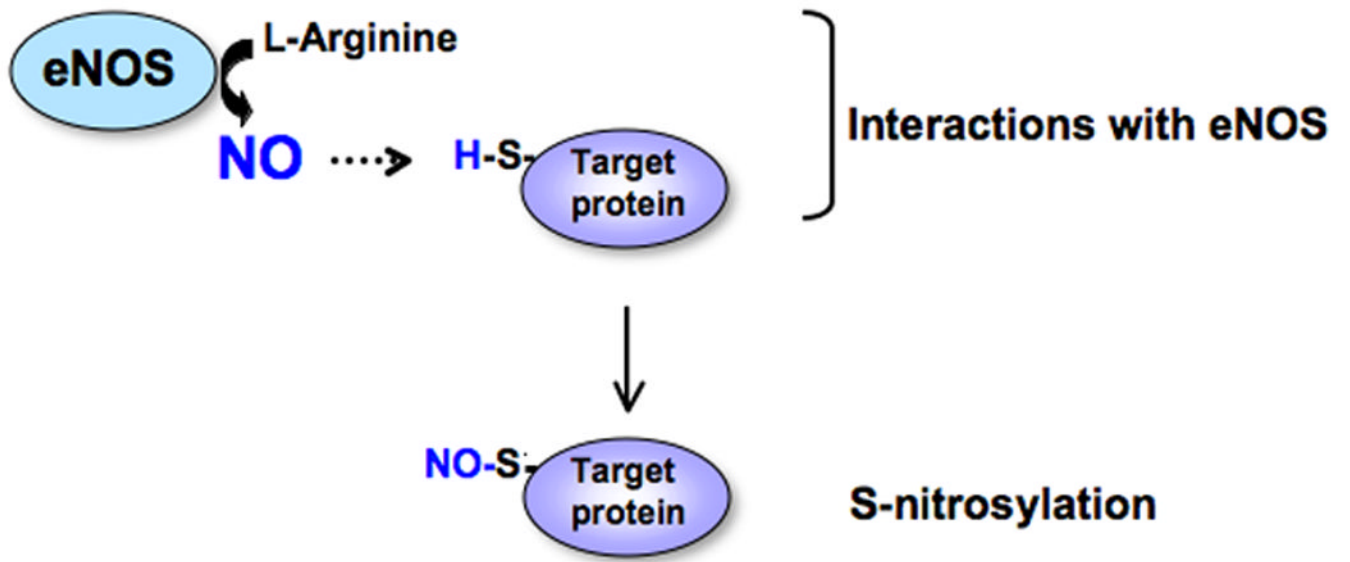 eNOS
L-Arginine
NO
H-S-
Target
protein
Interactions with eNOS
NO-S-
Target
protein
S-nitrosylation